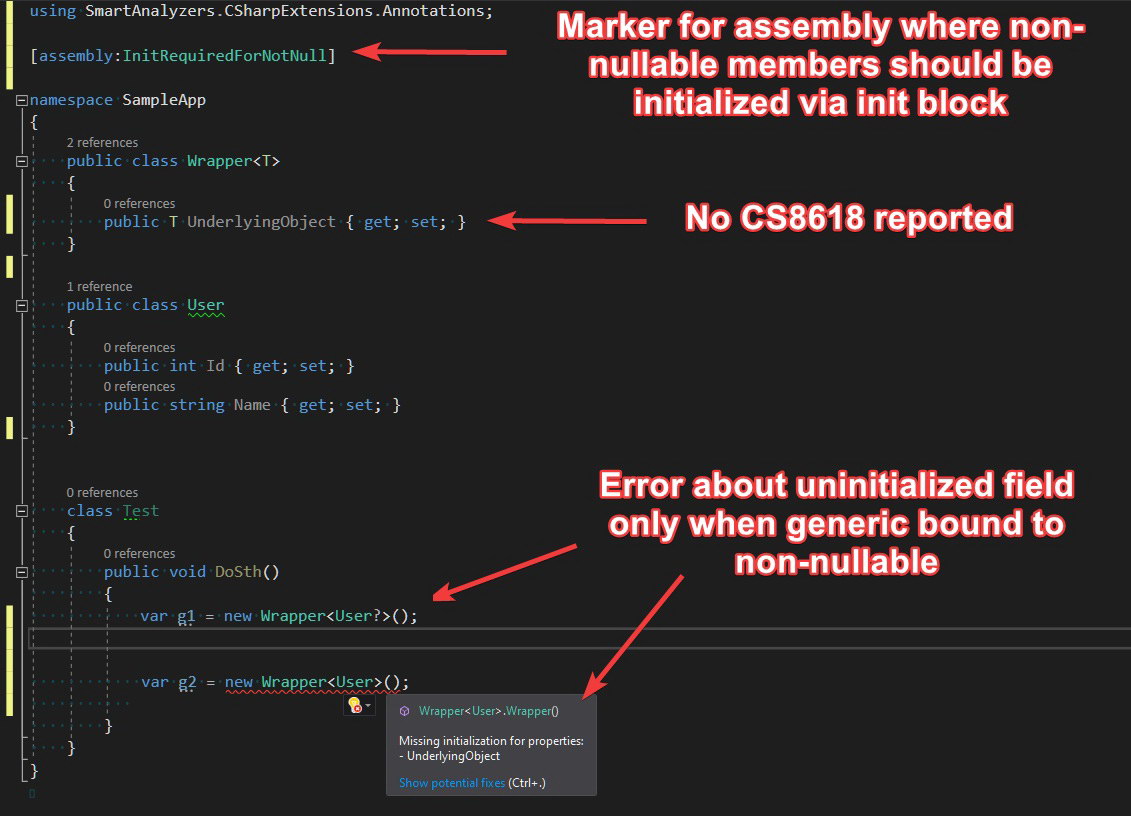 using SmartAnalyzers.CSharpExtensions.Annotations;
Marker for assembly where non-
nullable members should be
initialized via init block
[assembly:InitRequiredForNotNull]
namespace SampleApp
{
2 references
public class Wrapper<T>
{
0 references
public T UnderlyingObject { get; set; }
No CS8618 reported
}
1 reference
public class User
{
0 references
public int Id { get; set; }
0 references
public string Name { get; set; }
}
Error about uninitialized field
only when generic bound to
non-nullable
0 references
class Test
{
0 references
public void DoSth()
{
var g1 = new Wrapper<User?>();
var g2 = new Wrapper<User>();
Wrapper<User>.Wrapper()
Missing initialization for properties:
- UnderlyingObject
Show potential fixes (Ctrl+.)
}
}
}